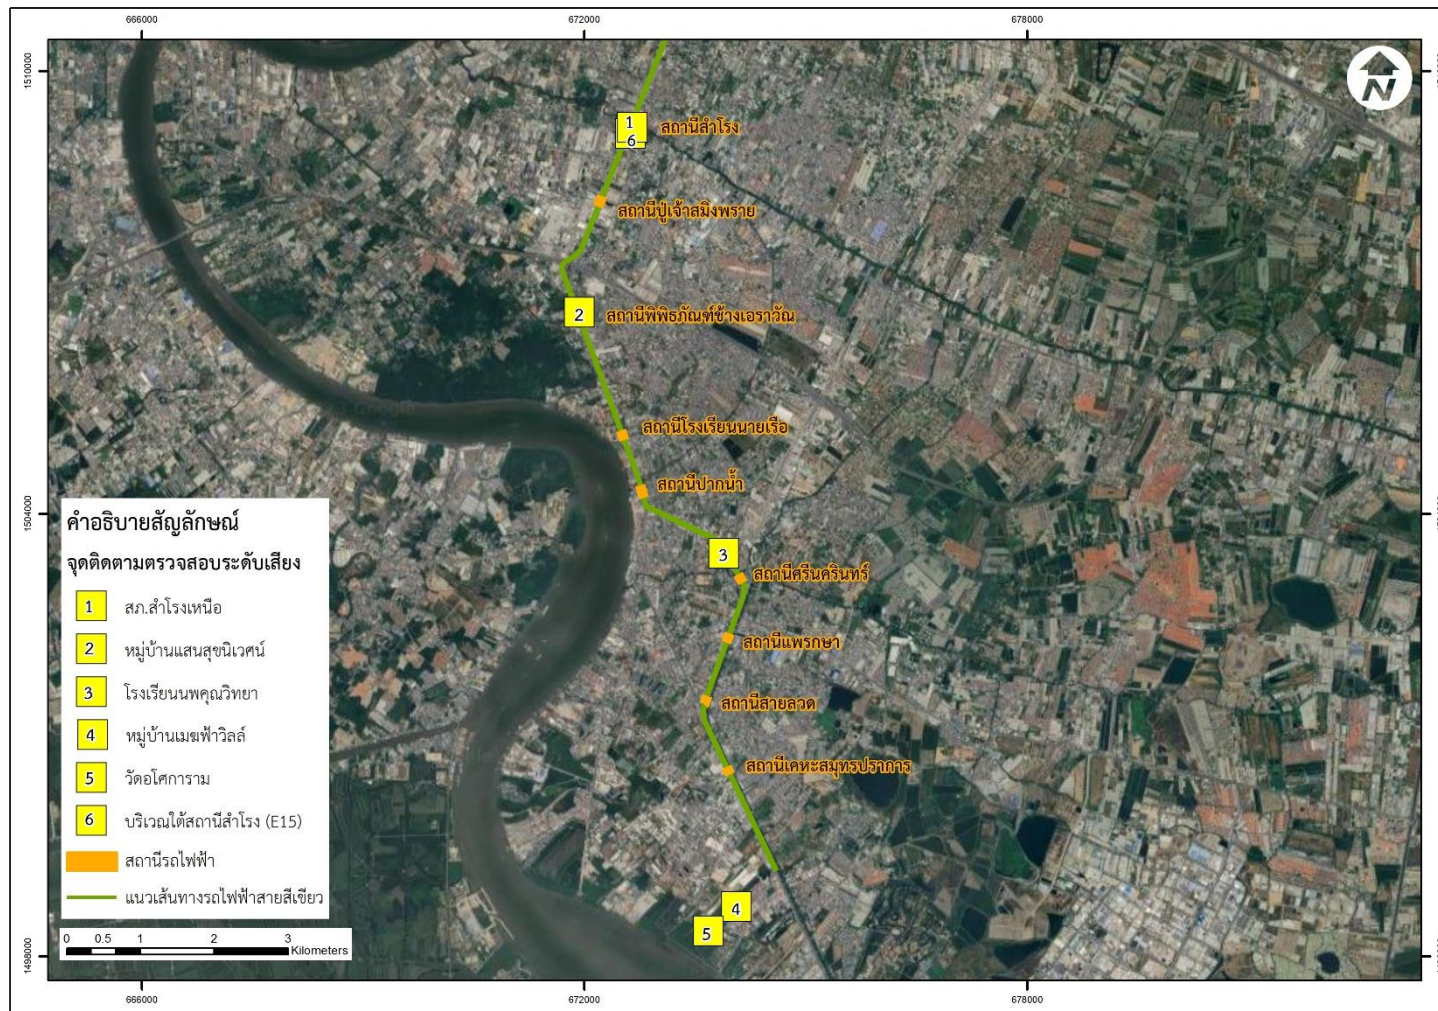 666000
672000
678000
1510000
N
1
6
สถานีสำโรง
สถานีปู่เจ้าสมิงพราย
2
สถานีพิพิธภัณฑ์ช้างเอราวัณ
สถานีโรงเรียนนายเรือ
สถานีปากน้ำ
1504000
3
สถานีศรีนครินทร์
สถานีแพรกษา
สถานีสายลวด
สถานีเคหะสมุทรปราการ
4
5
คำอธิบายสัญลักษณ์
จุดติดตามตรวจสอบระดับเสียง
1 สภ.สำโรงเหนือ
2 หมู่บ้านแสนสุขนิเวศน์
3 โรงเรียนนพคุณวิทยา
4 หมู่บ้านเมฆฟ้าวิลล์
5 วัดอโศการาม
6 บริเวณใต้สถานีสำโรง (E15)
สถานีรถไฟฟ้า
แนวเส้นทางรถไฟฟ้าสายสีเขียว
0 0.5 1 2 3
Kilometers
1498000
666000
672000
678000